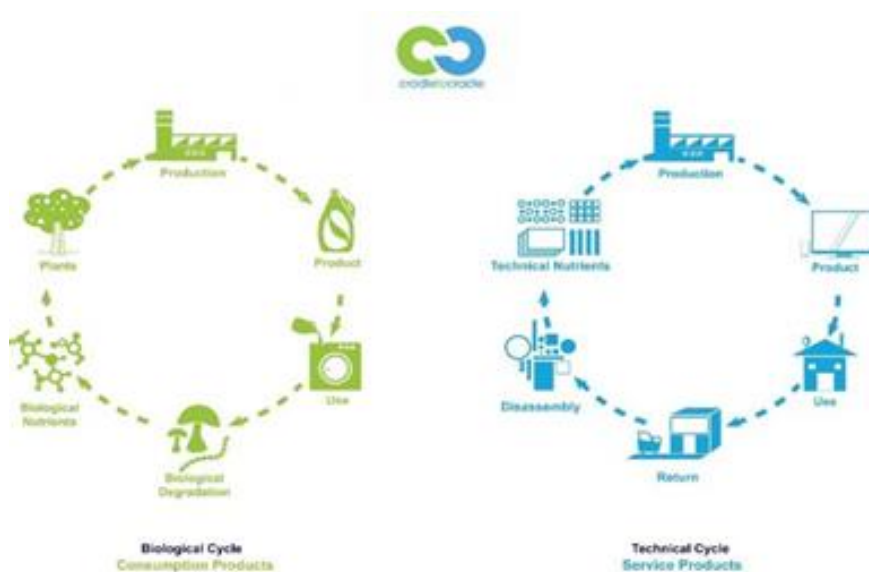 cradletocradle
Production
Product
Use
Biological
Degradation
Biological
Nutrients
Plants
Biological Cycle
Consumption Products
Production
Product
Use
Return
Disassembly
Technical Nutrients
Technical Cycle
Service Products